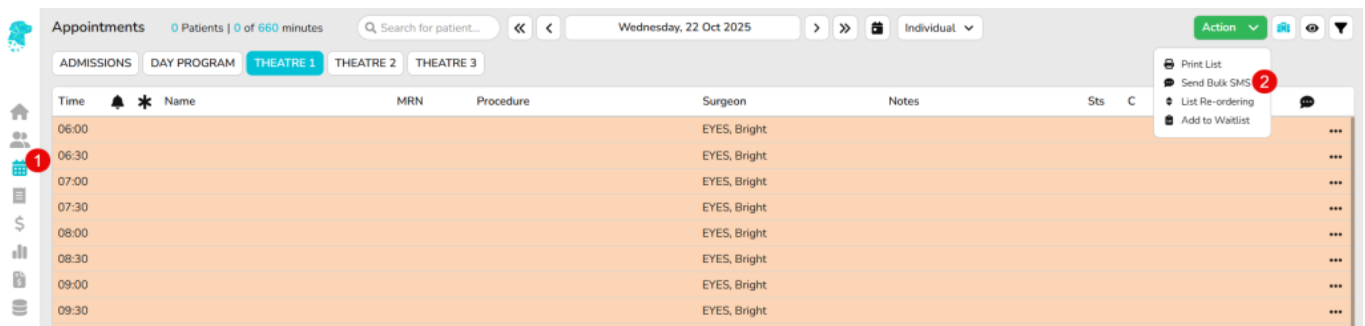 Appointments 0 Patients | 0 of 660 minutes Search for patient... Wednesday, 22 Oct 2025 Individual Action
ADMISSIONS DAY PROGRAM THEATRE 1 THEATRE 2 THEATRE 3
Print List
Send Bulk SMS 2
List Re-ordering
Add to Waitlist
Time Name MRN Procedure Surgeon Notes Sts C
06:00 EYES, Bright
1
06:30 EYES, Bright
07:00 EYES, Bright
07:30 EYES, Bright
08:00 EYES, Bright
08:30 EYES, Bright
09:00 EYES, Bright
09:30 EYES, Bright